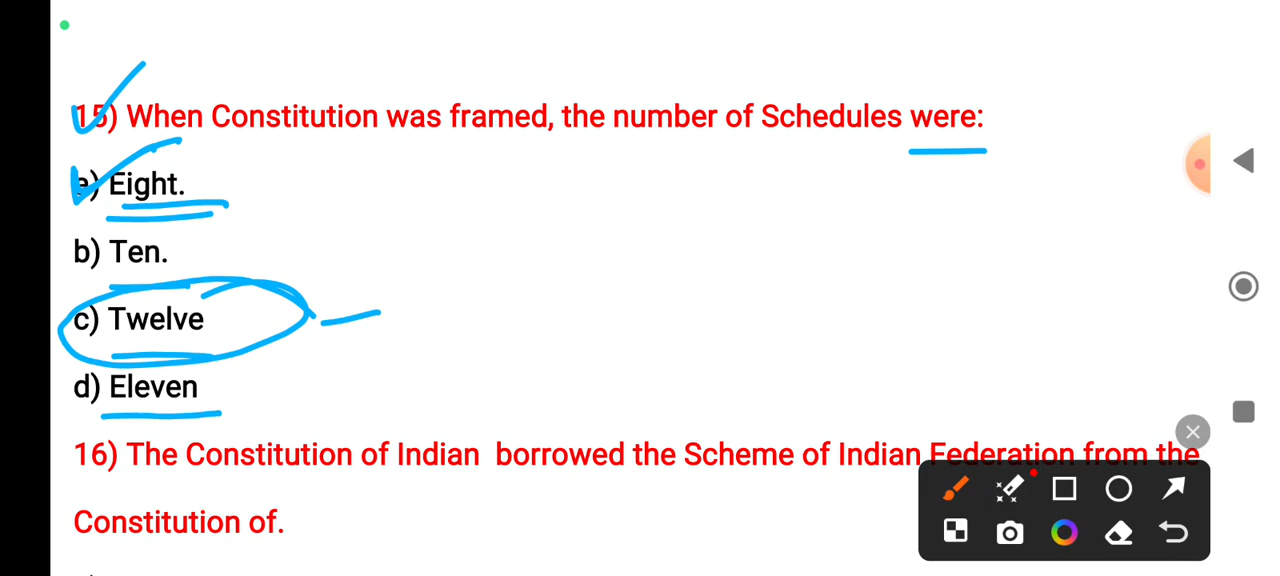 15) When Constitution was framed, the number of Schedules were:
a) Eight.
b) Ten.
c) Twelve
d) Eleven
16) The Constitution of Indian borrowed the Scheme of Indian Federation from the
Constitution of.